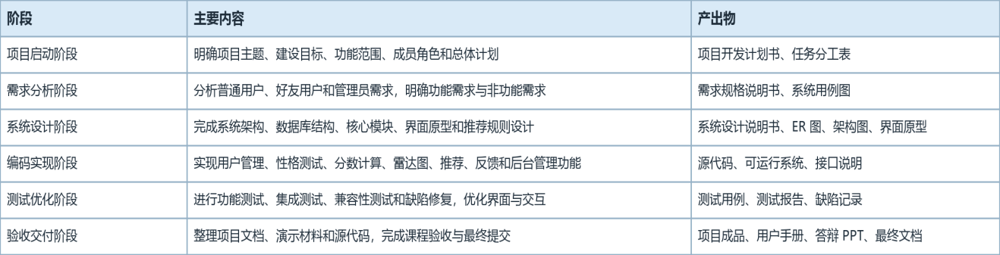 阶段 主要内容 产出物
项目启动阶段 明确项目主题、建设目标、功能范围、成员角色和总体计划 项目开发计划书、任务分工表
需求分析阶段 分析普通用户、好友用户和管理员需求，明确功能需求与非功能需求 需求规格说明书、系统用例图
系统设计阶段 完成系统架构、数据库结构、核心模块、界面原型和推荐规则设计 系统设计说明书、ER 图、架构图、界面原型
编码实现阶段 实现用户管理、性格测试、分数计算、雷达图、推荐、反馈和后台管理功能 源代码、可运行系统、接口说明
测试优化阶段 进行功能测试、集成测试、兼容性测试和缺陷修复，优化界面与交互 测试用例、测试报告、缺陷记录
验收交付阶段 整理项目文档、演示材料和源代码，完成课程验收与最终提交 项目成品、用户手册、答辩 PPT、最终文档